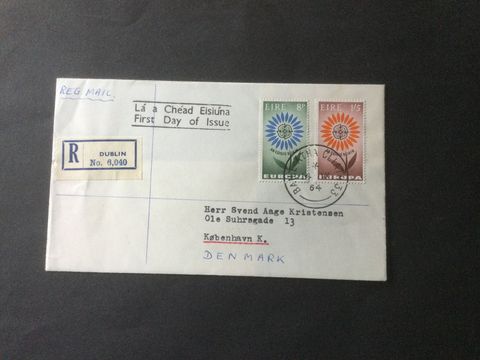 REG MAIL.
Lá a Chéad Eisiúna
First Day of Issue
R
DUBLIN
No. 6,040
EIRE 8p
EUROPA
EIRE 1/5
EUROPA
64
Herr Svend Aage Kristensen
Ole Suhrsgade 13
København K.
DENMARK